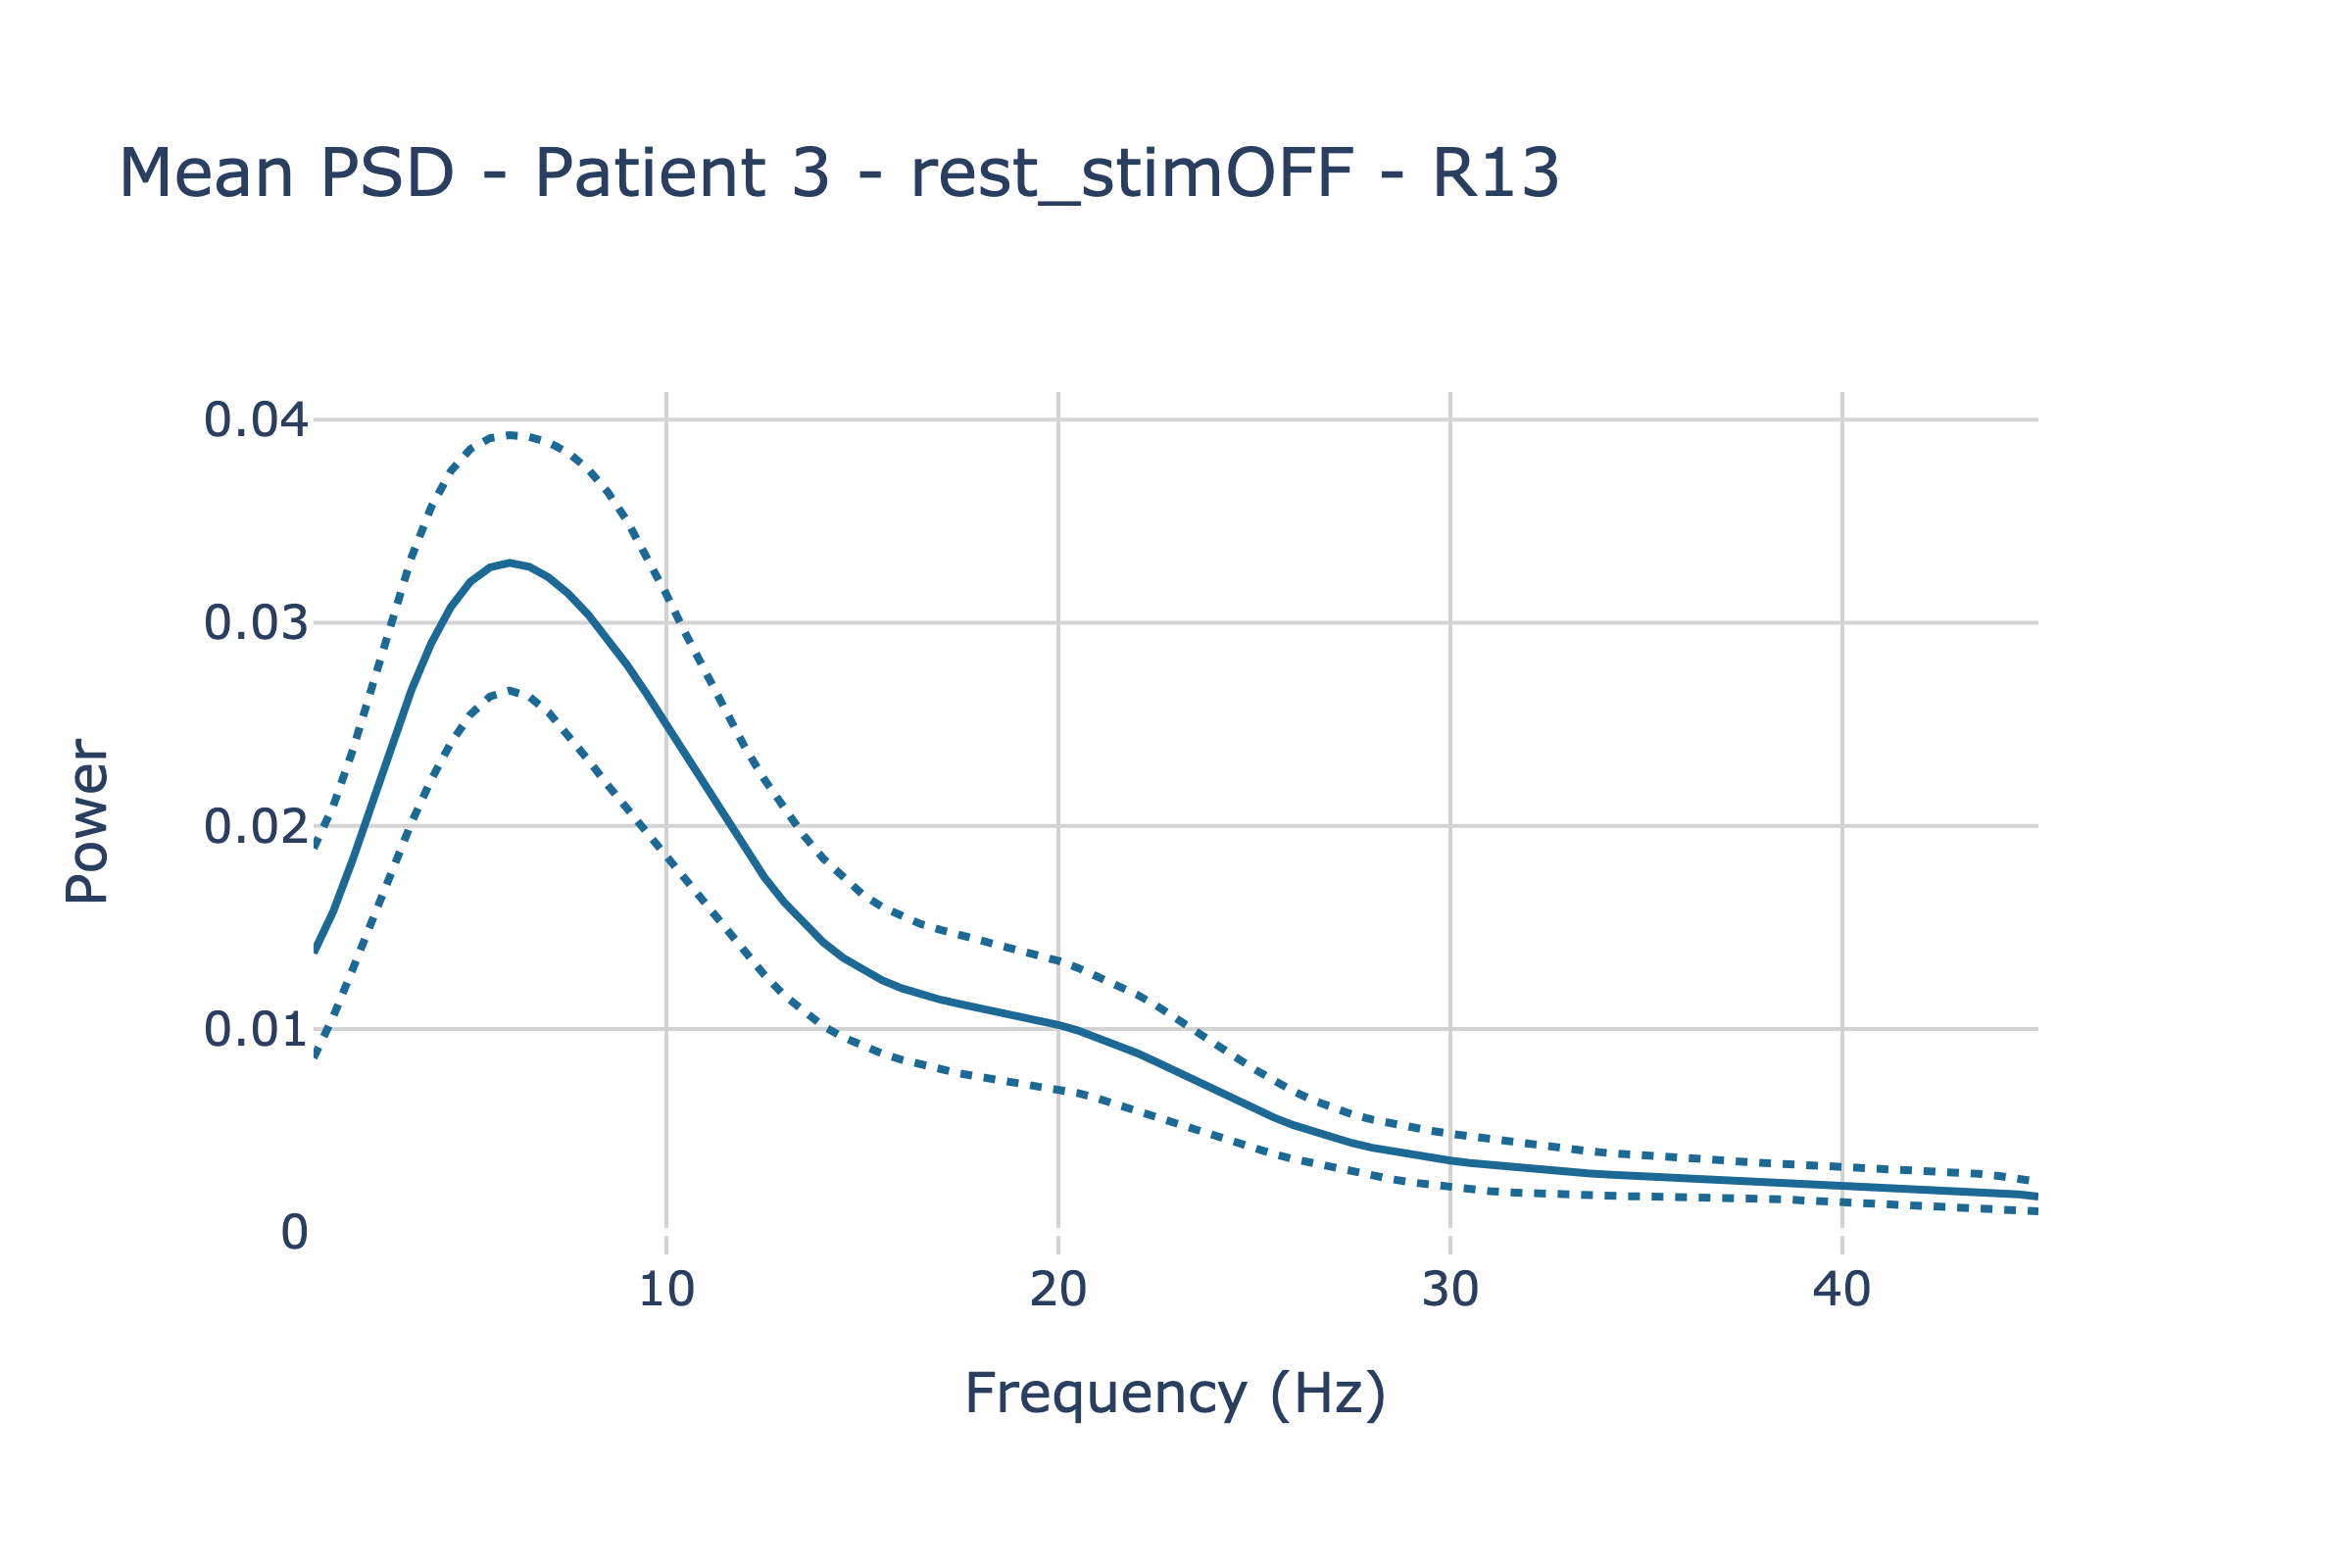 Mean PSD - Patient 3 - rest_stimOFF - R13
0.04
0.03
0.02
0.01
0
Power
10 20 30 40
Frequency (Hz)